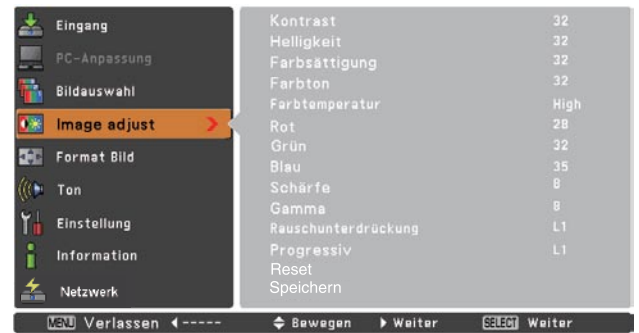 Eingang
PC-Anpassung
Bildauswahl
Image adjust
Format Bild
Ton
Einstellung
Information
Netzwerk
Kontrast 32
Helligkeit 32
Farbsättigung 32
Farbton 32
Farbtemperatur High
Rot 28
Grün 32
Blau 35
Schärfe 8
Gamma 8
Rauschunterdrückung L1
Progressiv L1
Reset
Speichern
MENU Verlassen ◀----- Bewegen ▶ Weiter SELECT Weiter